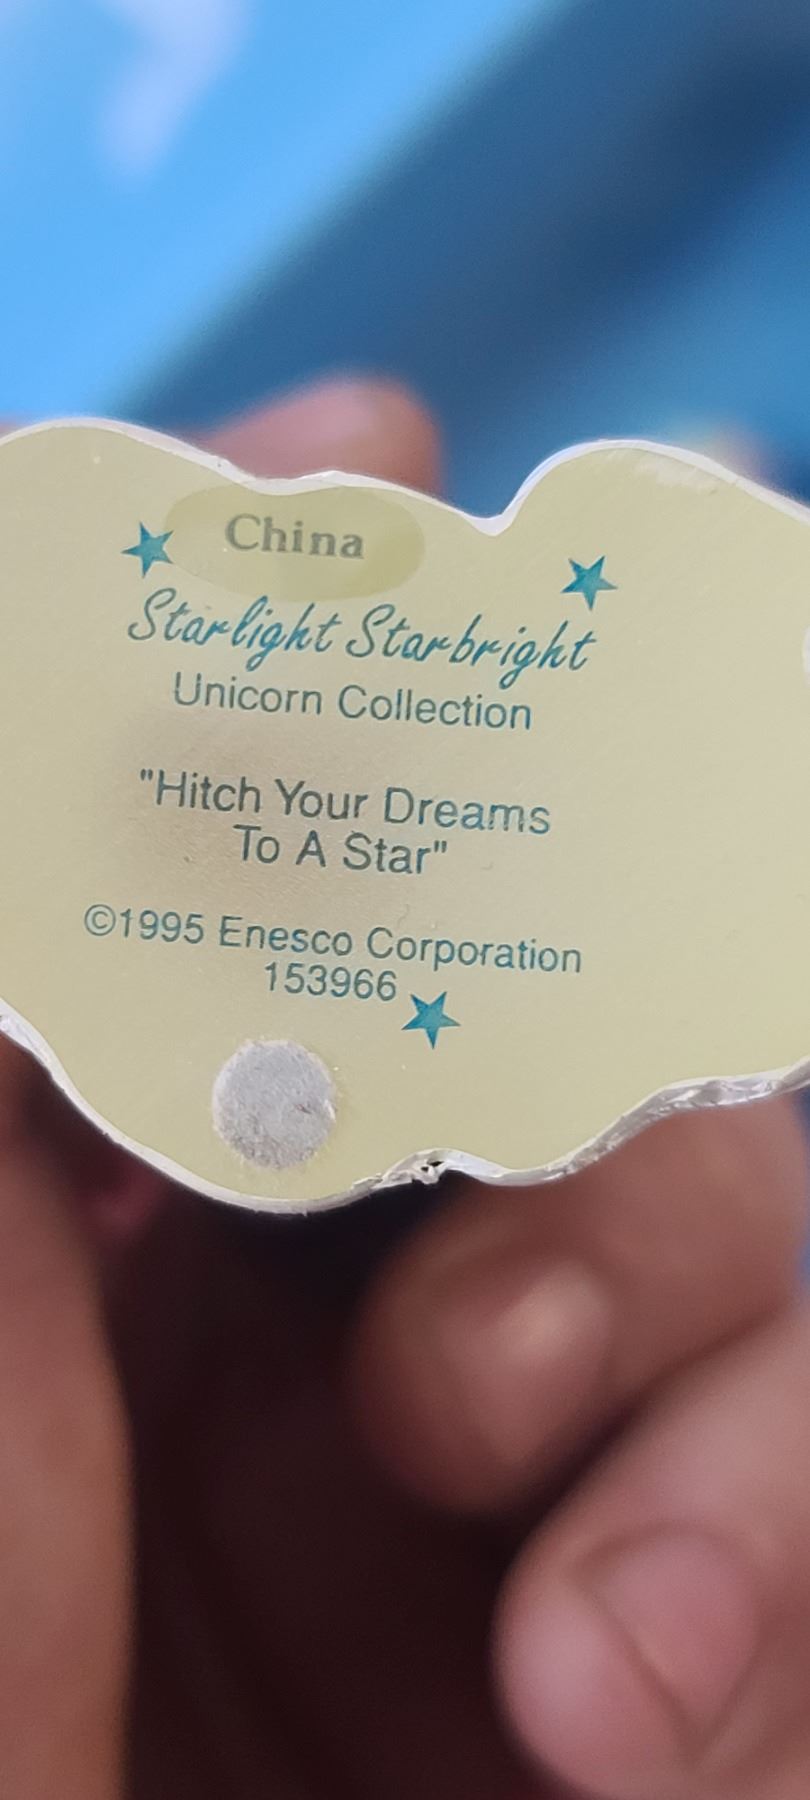 China
Starlight Starbright
Unicorn Collection
"Hitch Your Dreams
To A Star"
©1995 Enesco Corporation
153966